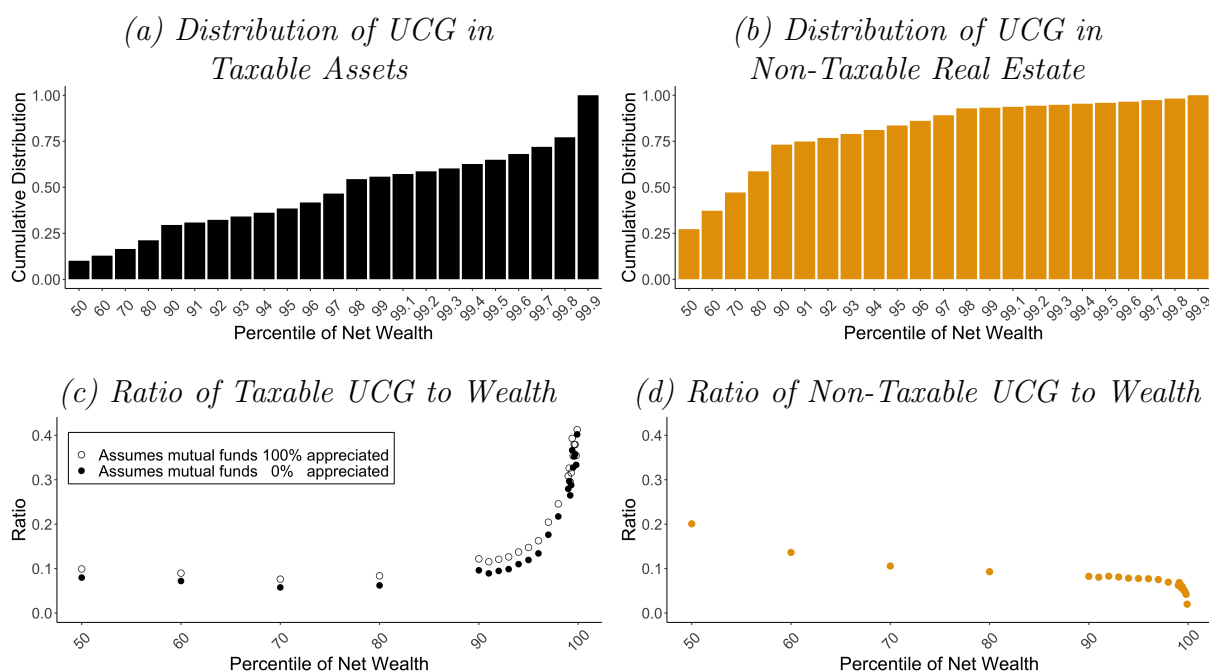 (a) Distribution of UCG in
Taxable Assets
(b) Distribution of UCG in
Non-Taxable Real Estate
Cumulative Distribution
1.00
0.75
0.50
0.25
0.00
50 60 70 80 90 91 92 93 94 95 96 97 98 99 99.1 99.2 99.3 99.4 99.5 99.6 99.7 99.8 99.9
Percentile of Net Wealth
Cumulative Distribution
1.00
0.75
0.50
0.25
0.00
50 60 70 80 90 91 92 93 94 95 96 97 98 99 99.1 99.2 99.3 99.4 99.5 99.6 99.7 99.8 99.9
Percentile of Net Wealth
(c) Ratio of Taxable UCG to Wealth
Ratio
0.4
0.3
0.2
0.1
0.0
Assumes mutual funds 100% appreciated
Assumes mutual funds 0% appreciated
50 60 70 80 90 100
Percentile of Net Wealth
(d) Ratio of Non-Taxable UCG to Wealth
Ratio
0.4
0.3
0.2
0.1
0.0
50 60 70 80 90 100
Percentile of Net Wealth